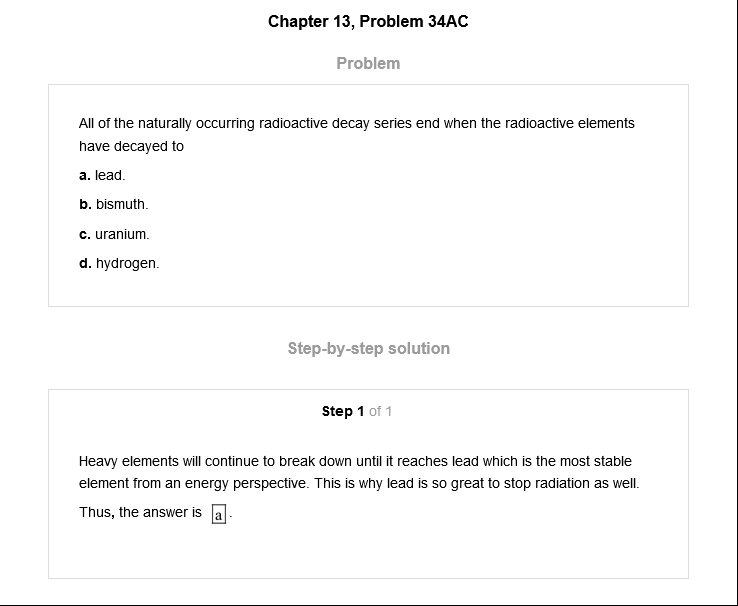 Chapter 13, Problem 34AC
Problem
All of the naturally occurring radioactive decay series end when the radioactive elements
have decayed to
a. lead.
b. bismuth.
c. uranium.
d. hydrogen.
Step-by-step solution
Step 1 of 1
Heavy elements will continue to break down until it reaches lead which is the most stable
element from an energy perspective. This is why lead is so great to stop radiation as well.
Thus, the answer is a.